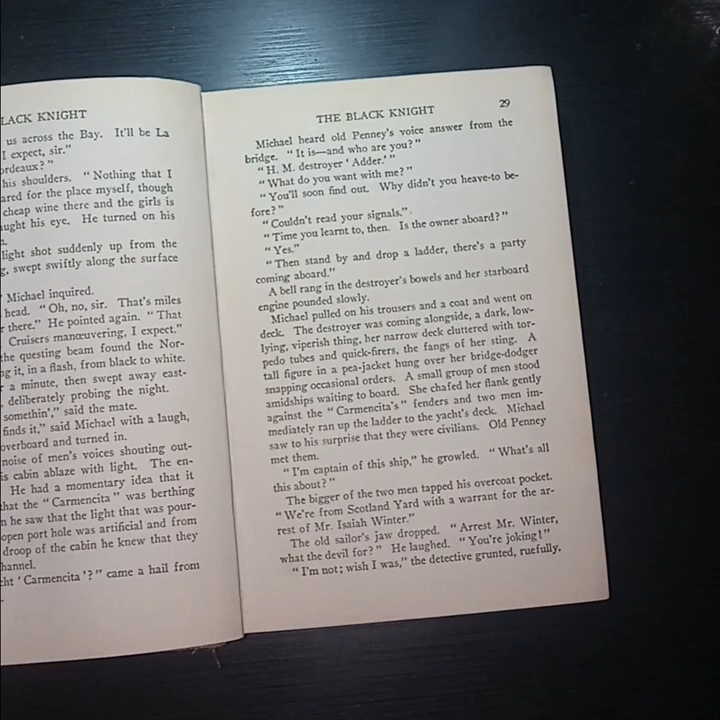 LACK KNIGHT
us across the Bay. It'll be La
I expect, sir."
ordeaux?"
his shoulders. "Nothing that I
ared for the place myself, though
cheap wine there and the girls is
aught his eye. He turned on his
light shot suddenly up from the
g, swept swiftly along the surface
" Michael inquired.
head. "Oh, no, sir. That's miles
r there." He pointed again. "That
Cruisers manœuvering, I expect."
the questing beam found the Nor-
ng it, in a flash, from black to white.
r a minute, then swept away east-
, deliberately probing the night.
somethin'," said the mate.
finds it," said Michael with a laugh,
overboard and turned in.
noise of men's voices shouting out-
is cabin ablaze with light. The en-
He had a momentary idea that it
that the "Carmencita" was berthing
n he saw that the light that was pour-
open port hole was artificial and from
droop of the cabin he knew that they
hannel.
cht 'Carmencita'?" came a hail from
THE BLACK KNIGHT 29
Michael heard old Penney's voice answer from the
bridge. "It is—and who are you?"
"H. M. destroyer 'Adder.'"
"What do you want with me?"
"You'll soon find out. Why didn't you heave-to be-
fore?"
"Couldn't read your signals."
"Time you learnt to, then. Is the owner aboard?"
"Yes."
"Then stand by and drop a ladder, there's a party
coming aboard."
A bell rang in the destroyer's bowels and her starboard
engine pounded slowly.
Michael pulled on his trousers and a coat and went on
deck. The destroyer was coming alongside, a dark, low-
lying, viperish thing, her narrow deck cluttered with tor-
pedo tubes and quick-firers, the fangs of her sting. A
tall figure in a pea-jacket hung over her bridge-dodger
snapping occasional orders. A small group of men stood
amidships waiting to board. She chafed her flank gently
against the "Carmencita's" fenders and two men im-
mediately ran up the ladder to the yacht's deck. Michael
saw to his surprise that they were civilians. Old Penney
met them.
"I'm captain of this ship," he growled. "What's all
this about?"
The bigger of the two men tapped his overcoat pocket.
"We're from Scotland Yard with a warrant for the ar-
rest of Mr. Isaiah Winter."
The old sailor's jaw dropped. "Arrest Mr. Winter,
what the devil for?" He laughed. "You're joking!"
"I'm not; wish I was," the detective grunted, ruefully.